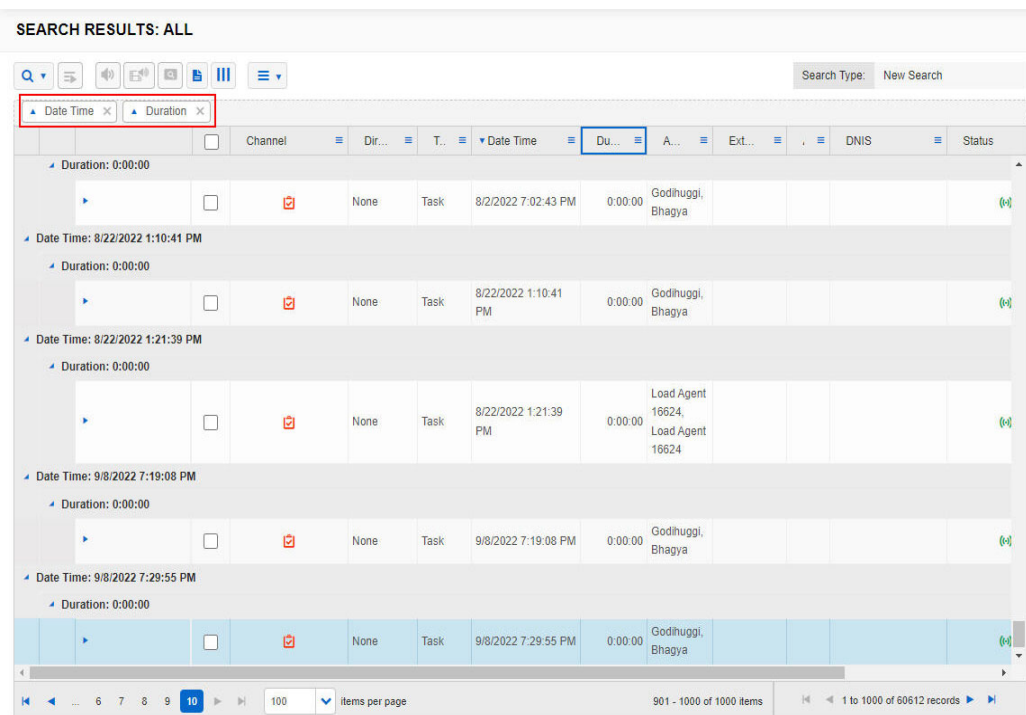 SEARCH RESULTS: ALL
Search Type: New Search
Date Time Duration
Channel Dir... T.. Date Time Du... A... Ext... DNIS Status
Duration: 0:00:00
None Task 8/2/2022 7:02:43 PM 0:00:00 Godihuggi,
Bhagya
Date Time: 8/22/2022 1:10:41 PM
Duration: 0:00:00
None Task 8/22/2022 1:10:41
PM 0:00:00 Godihuggi,
Bhagya
Date Time: 8/22/2022 1:21:39 PM
Duration: 0:00:00
None Task 8/22/2022 1:21:39
PM 0:00:00 Load Agent
16624,
Load Agent
16624
Date Time: 9/8/2022 7:19:08 PM
Duration: 0:00:00
None Task 9/8/2022 7:19:08 PM 0:00:00 Godihuggi,
Bhagya
Date Time: 9/8/2022 7:29:55 PM
Duration: 0:00:00
None Task 9/8/2022 7:29:55 PM 0:00:00 Godihuggi,
Bhagya
... 6 7 8 9 10 100 items per page 901 - 1000 of 1000 items 1 to 1000 of 60612 records